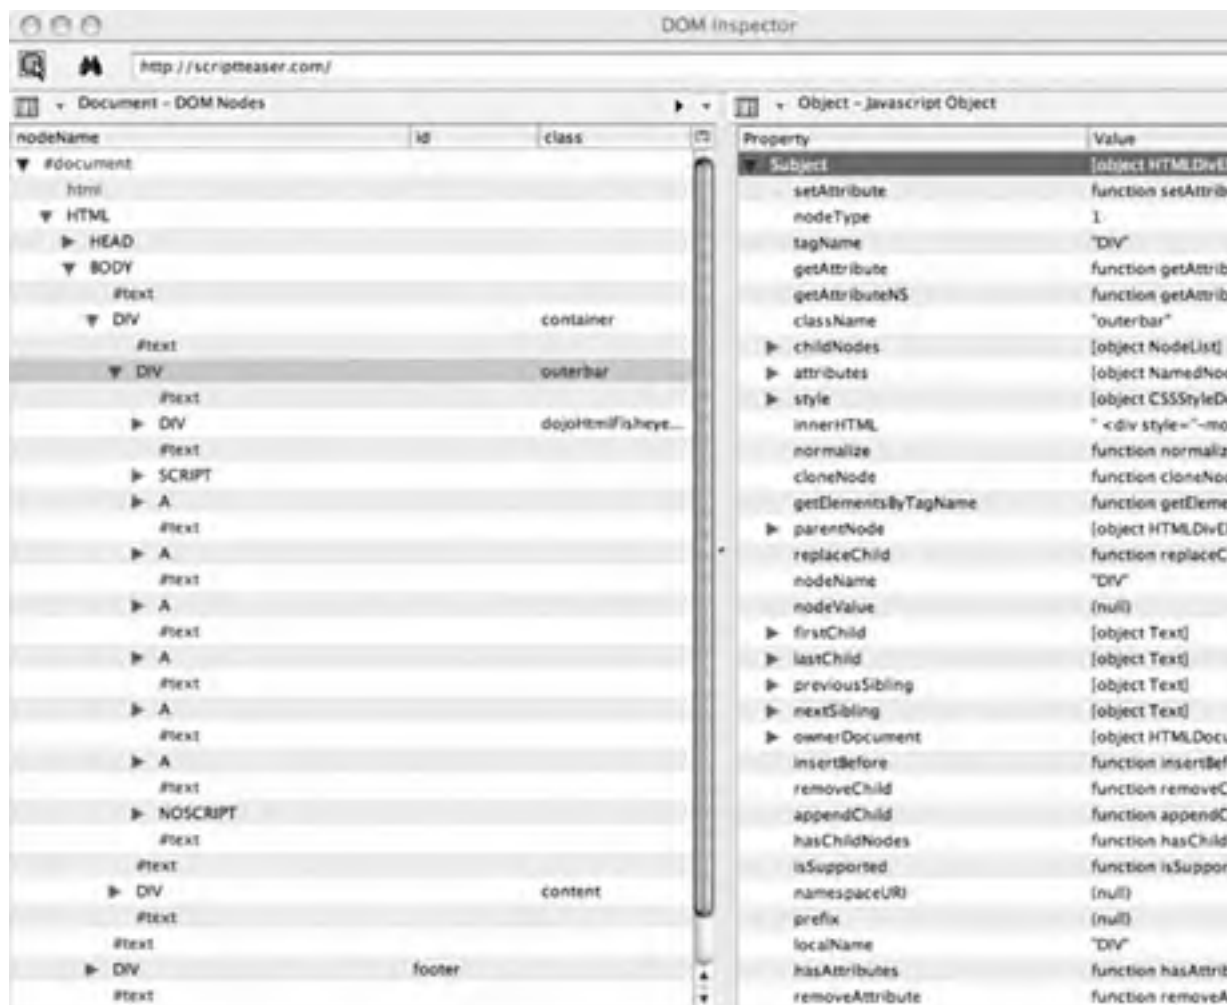 DOM Inspector
http://scriptteaser.com/
Document - DOM Nodes
Object - Javascript Object
nodeName id class
Property Value
#document
html
HTML
HEAD
BODY
#text
DIV container
#text
DIV outerbar
#text
DIV dojoHtmlFisheye...
#text
SCRIPT
A
#text
A
#text
A
#text
A
#text
A
#text
A
#text
NOSCRIPT
#text
#text
DIV content
#text
#text
DIV footer
#text
Subject [object HTMLDivE
setAttribute function setAttrib
nodeType 1
tagName "DIV"
getAttribute function getAttrib
getAttributeNS function getAttrib
className "outerbar"
childNodes [object NodeList]
attributes [object NamedNod
style [object CSSStyleDe
innerHTML " <div style="-mo
normalize function normaliz
cloneNode function cloneNod
getElementsByTagName function getEleme
parentNode [object HTMLDivE
replaceChild function replaceC
nodeName "DIV"
nodeValue (null)
firstChild [object Text]
lastChild [object Text]
previousSibling [object Text]
nextSibling [object Text]
ownerDocument [object HTMLDocu
insertBefore function insertBef
removeChild function removeC
appendChild function appendC
hasChildNodes function hasChild
isSupported function isSuppor
namespaceURI (null)
prefix (null)
localName "DIV"
hasAttributes function hasAttrib
removeAttribute function removeA